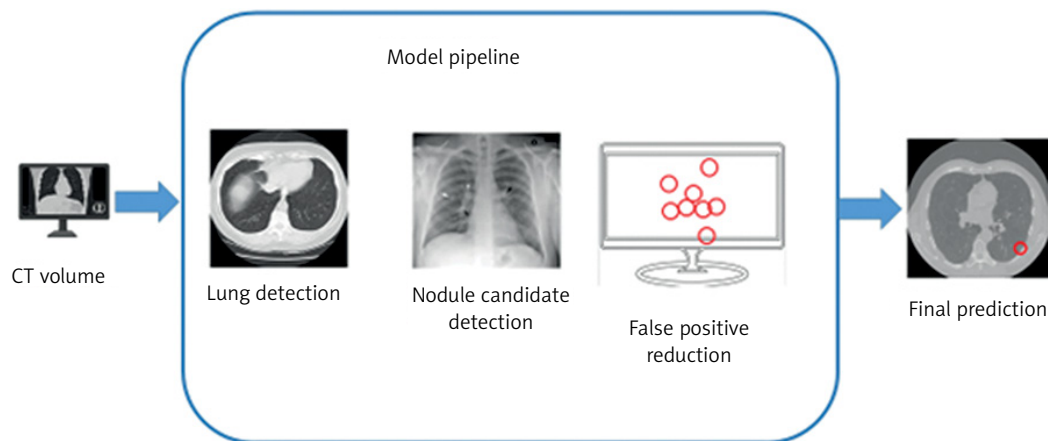 Model pipeline
CT volume
Lung detection
Nodule candidate
detection
False positive
reduction
Final prediction